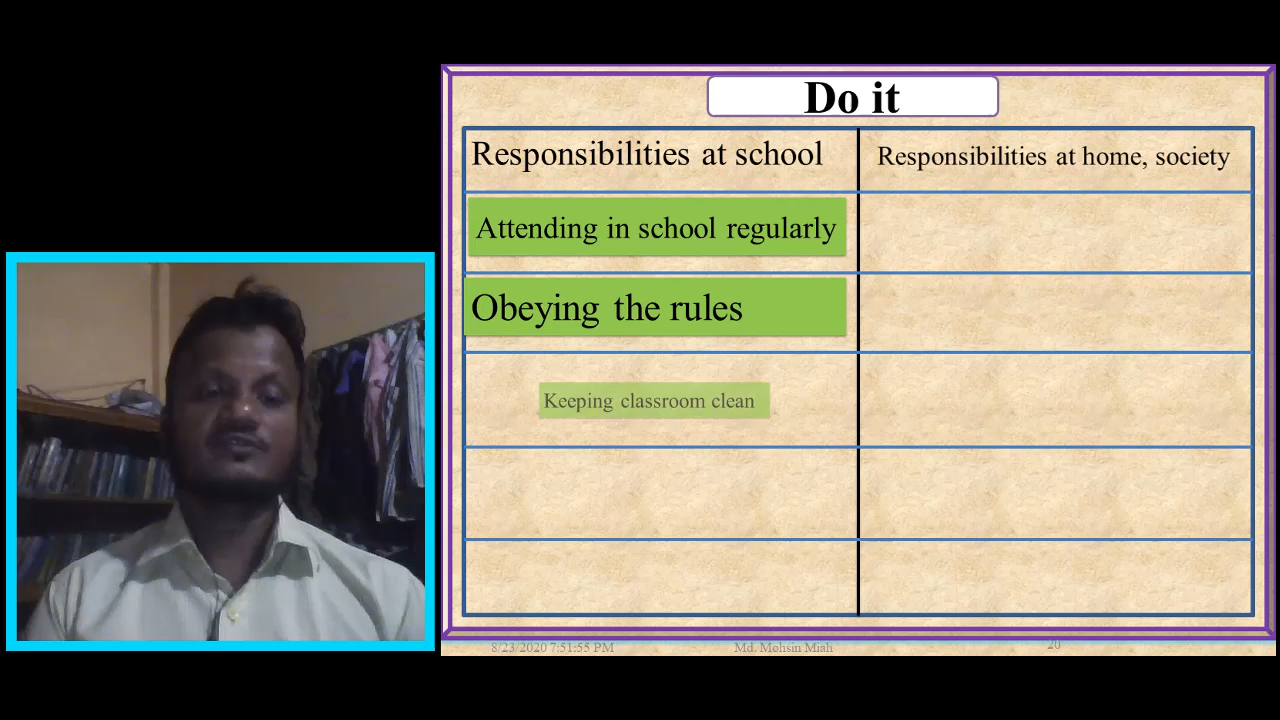 Do it
Responsibilities at school
Responsibilities at home, society
Attending in school regularly
Obeying the rules
Keeping classroom clean
8/23/2020 7:51:55 PM
Md. Mohsin Miah
20